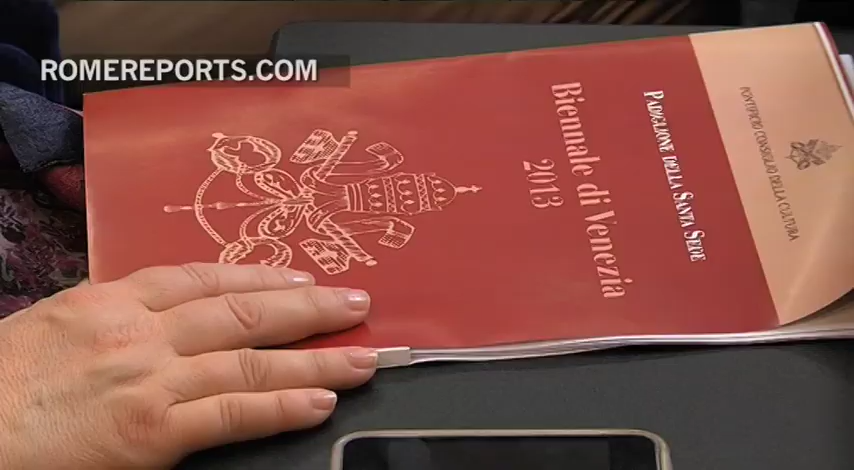 ROMEREPORTS.COM
PONTIFICIO CONSIGLIO DELLA CULTURA
PADIGLIONE DELLA SANTA SEDE
Biennale di Venezia
2013